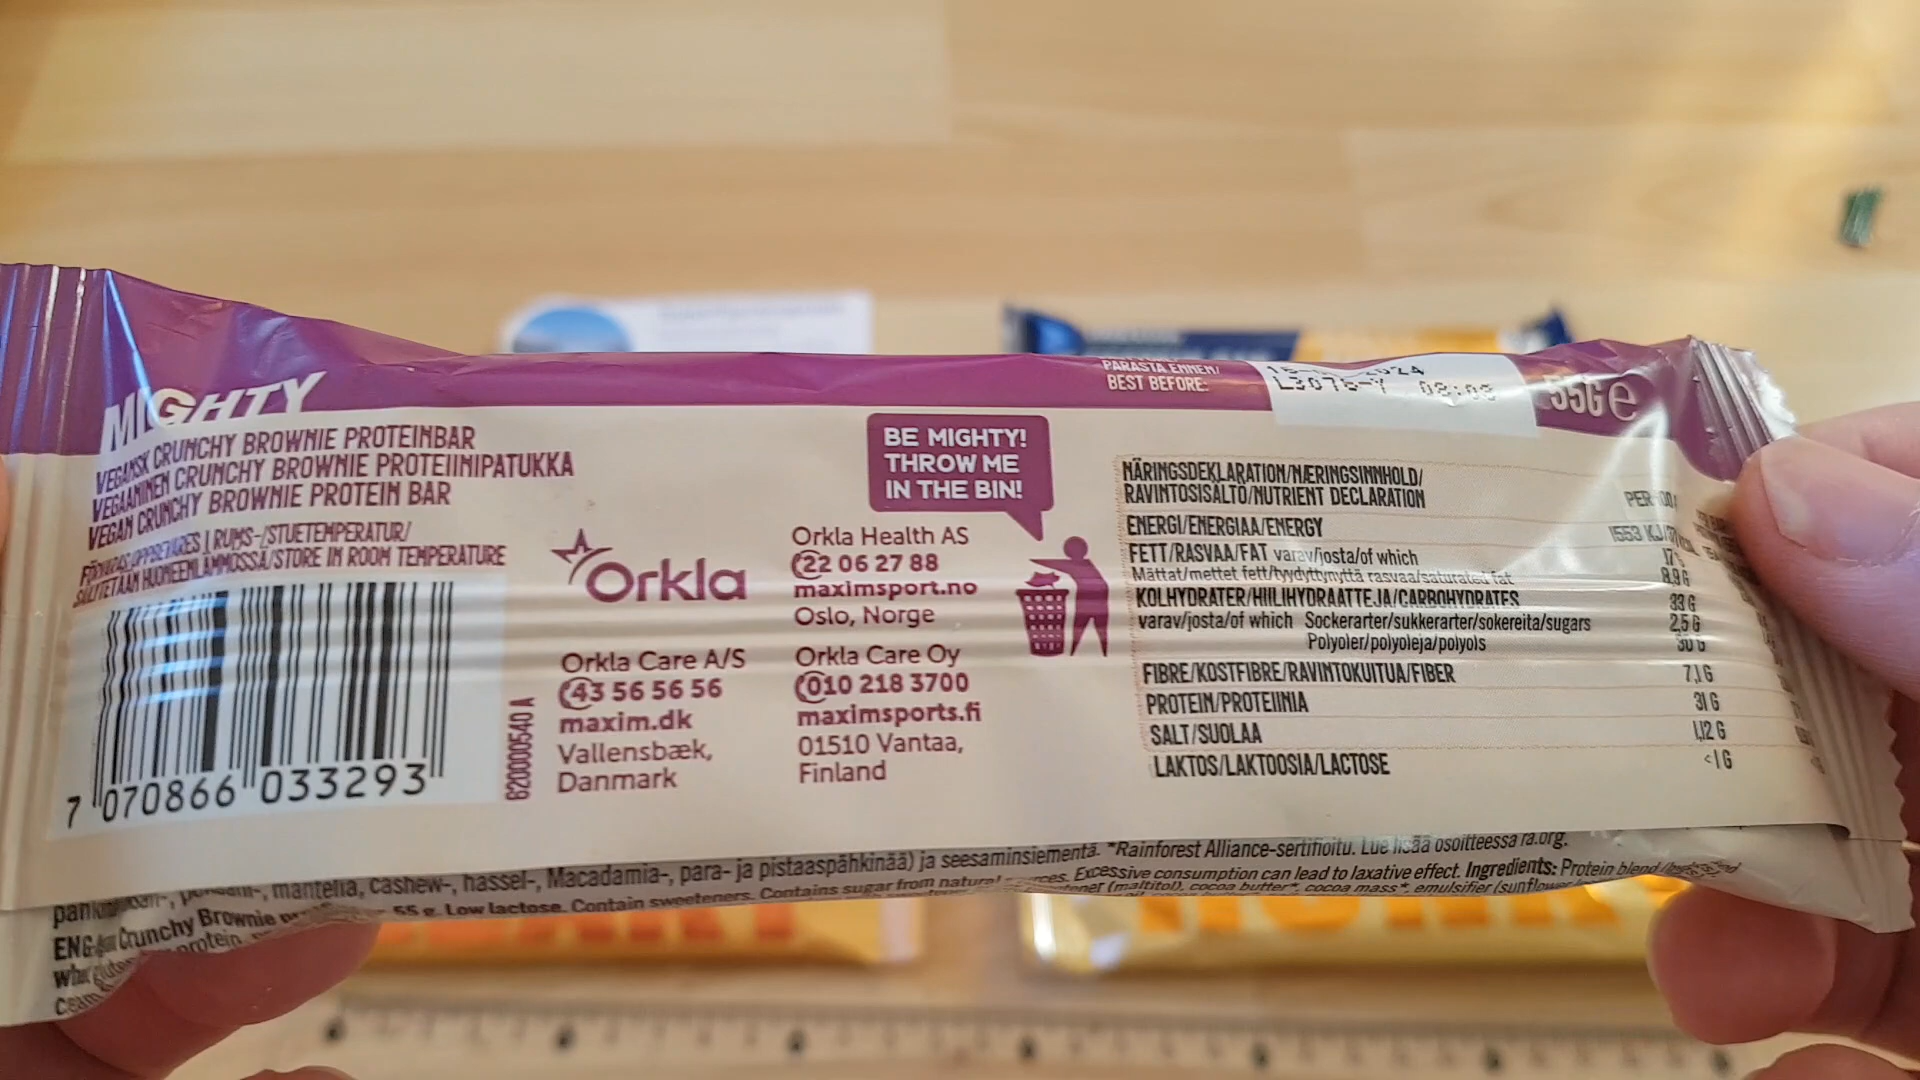 MIGHTY
VEGANSK CRUNCHY BROWNIE PROTEINBAR
VEGAANINEN CRUNCHY BROWNIE PROTEIINIPATUKKA
VEGAN CRUNCHY BROWNIE PROTEIN BAR
RUMS-/STUETEMPERATUR/
HUONEENLÄMMÖSSÄ/STORE IN ROOM TEMPERATURE
7 070866 033293
62000540 A
Orkla
Orkla Care A/S
43 56 56 56
maxim.dk
Vallensbæk,
Danmark
BE MIGHTY!
THROW ME
IN THE BIN!
Orkla Health AS
22 06 27 88
maximsport.no
Oslo, Norge
Orkla Care Oy
010 218 3700
maximsports.fi
01510 Vantaa,
Finland
PARASTA ENNEN/
BEST BEFORE:
2024
L3076-Y 08:08
55G e
NÄRINGSDEKLARATION/NÆRINGSINNHOLD/
RAVINTOSISÄLTÖ/NUTRIENT DECLARATION
PER
ENERGI/ENERGIAA/ENERGY 1553 KJ/
FETT/RASVAA/FAT varav/josta/of which 17
Mättat/mettet fett/tyydyttynyttä rasvaa/saturated fat 8,9 G
KOLHYDRATER/HIILIHYDRAATTEJA/CARBOHYDRATES 33 G
varav/josta/of which Sockerarter/sukkerarter/sokereita/sugars 2,5 G
Polyoler/polyoleja/polyols 30 G
FIBRE/KOSTFIBRE/RAVINTOKUITUA/FIBER 7,1 G
PROTEIN/PROTEIINIA 31 G
SALT/SUOLAA 1,12 G
LAKTOS/LAKTOOSIA/LACTOSE <1 G
mantelia, cashew-, hassel-, Macadamia-, para- ja pistaaspähkinää) ja seesaminsiementä. *Rainforest Alliance-sertifioitu. Lue lisää osoitteessa ra.org.
ENG Crunchy Brownie 55 g. Low lactose. Contain sweeteners. Contains sugar from natural Excessive consumption can lead to laxative effect. Ingredients: Protein blend
protein (maltitol), cocoa butter*, cocoa mass*, emulsifier (sunflower